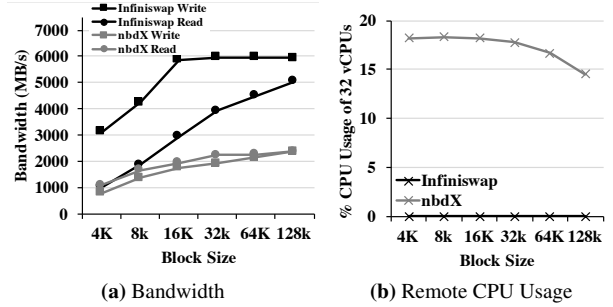 Infiniswap Write
Infiniswap Read
nbdX Write
nbdX Read
Bandwidth (MB/s)
7000
6000
5000
4000
3000
2000
1000
0
4K 8k 16K 32k 64K 128k
Block Size
(a) Bandwidth
% CPU Usage of 32 vCPUs
20
15
10
5
0
Infiniswap
nbdX
4K 8k 16K 32k 64K 128k
Block Size
(b) Remote CPU Usage